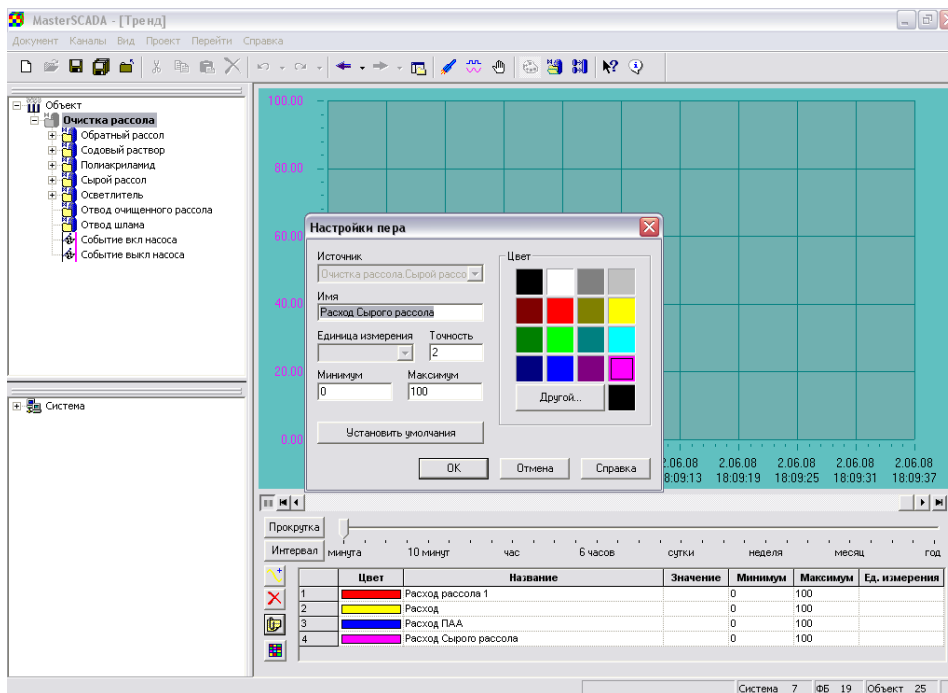 MasterSCADA - [Тренд]
Документ Каналы Вид Проект Перейти Справка
Объект
Очистка рассола
Обратный рассол
Содовый раствор
Полиакриламид
Сырой рассол
Осветлитель
Отвод очищенного рассола
Отвод шлама
Событие вкл насоса
Событие выкл насоса
Система
100.00
80.00
60.00
40.00
20.00
0.00
Настройки пера
Источник
Очистка рассола.Сырой рассо
Имя
Расход Сырого рассола
Единица измерения Точность
2
Минимум Максимум
0 100
Установить умолчания
Цвет
Другой...
OK Отмена Справка
2.06.08 2.06.08 2.06.08 2.06.08 2.06.08
8:09:13 18:09:19 18:09:25 18:09:31 18:09:37
Прокрутка
Интервал
минута 10 минут час 6 часов сутки неделя месяц год
Цвет Название Значение Минимум Максимум Ед. измерения
1 Расход рассола 1 0 100
2 Расход 0 100
3 Расход ПАА 0 100
4 Расход Сырого рассола 0 100
Система 7 ФБ 19 Объект 25